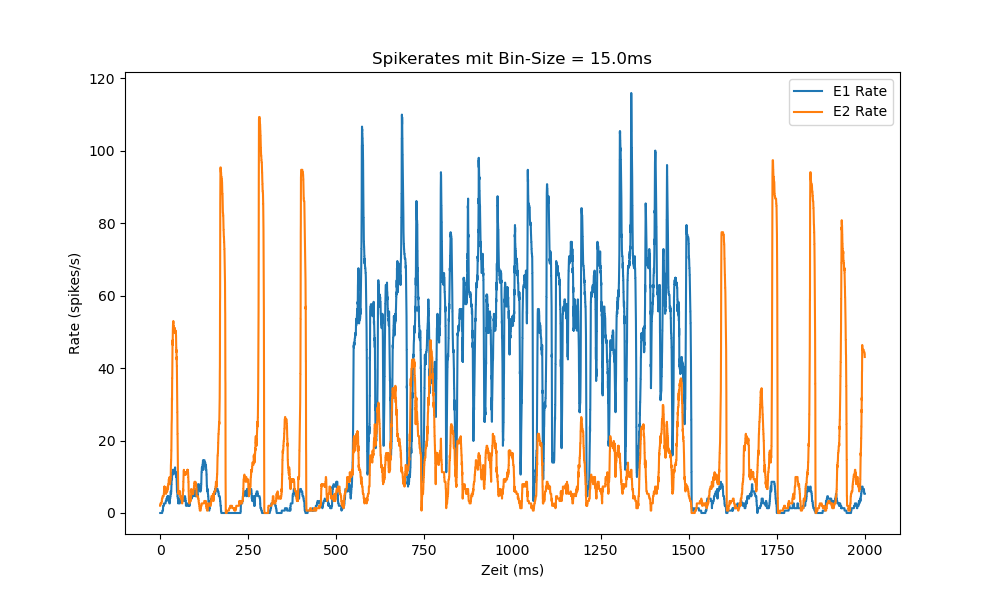 Spikerates mit Bin-Size = 15.0ms
E1 Rate
E2 Rate
Rate (spikes/s)
120
100
80
60
40
20
0
0 250 500 750 1000 1250 1500 1750 2000
Zeit (ms)